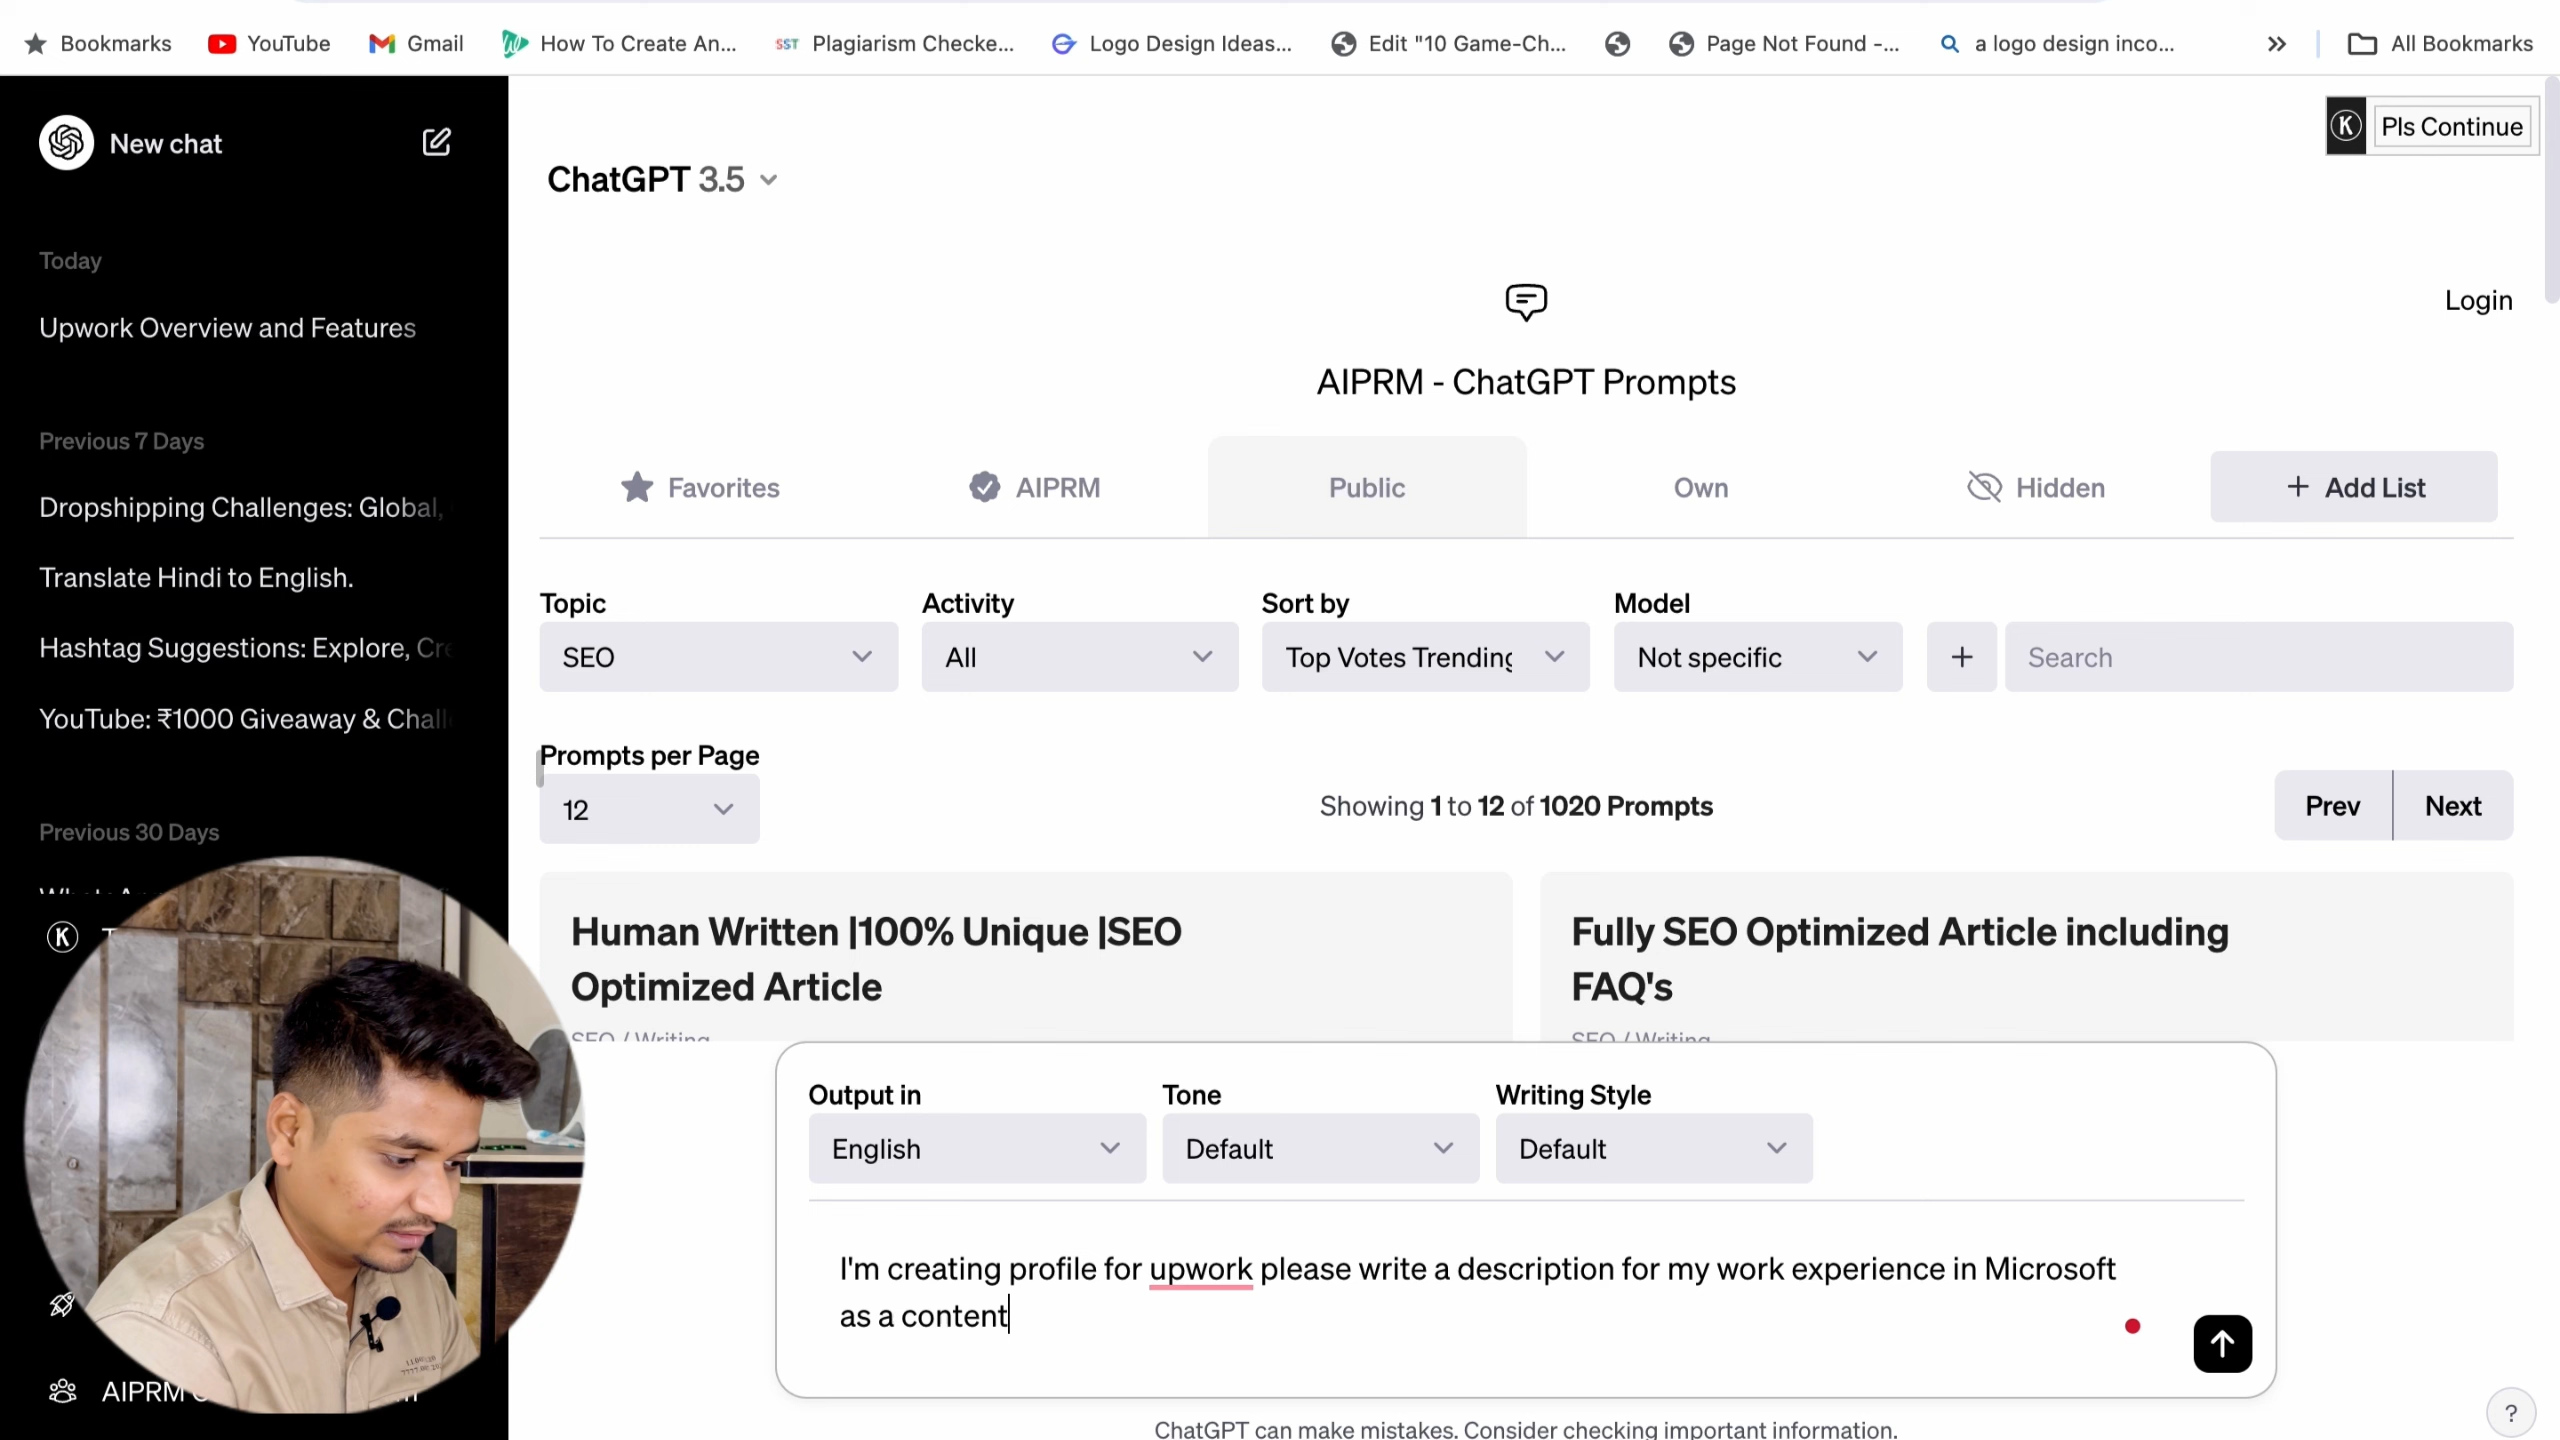 Bookmarks
YouTube
Gmail
How To Create An...
SST
Plagiarism Checke...
Logo Design Ideas...
Edit "10 Game-Ch...
Page Not Found -...
a logo design inco...
All Bookmarks
New chat
K
Pls Continue
ChatGPT 3.5
Today
Upwork Overview and Features
Login
AIPRM - ChatGPT Prompts
Previous 7 Days
Dropshipping Challenges: Global,
Translate Hindi to English.
Hashtag Suggestions: Explore, Cre
YouTube: ₹1000 Giveaway & Chall
Favorites
AIPRM
Public
Own
Hidden
+ Add List
Topic
Activity
Sort by
Model
SEO
All
Top Votes Trending
Not specific
+
Search
Prompts per Page
12
Showing 1 to 12 of 1020 Prompts
Prev
Next
Previous 30 Days
K
Human Written |100% Unique |SEO
Optimized Article
SEO / Writing
Fully SEO Optimized Article including
FAQ's
SEO / Writing
Output in
Tone
Writing Style
English
Default
Default
I'm creating profile for upwork please write a description for my work experience in Microsoft
as a content
AIPRM
ChatGPT can make mistakes. Consider checking important information.
?